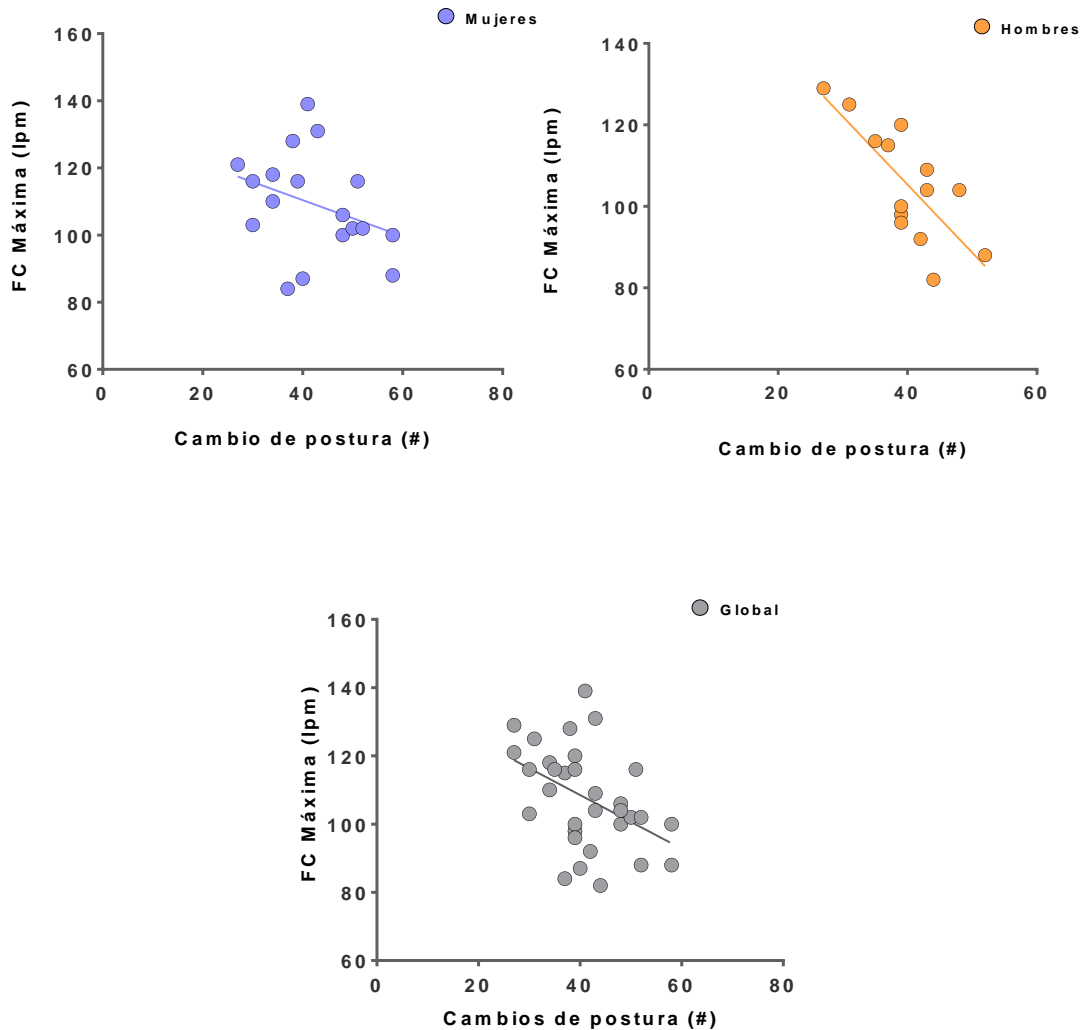 Mujeres
160
140
120
100
80
60
0 20 40 60 80
FC Máxima (lpm)
Cambio de postura (#)
Hombres
140
120
100
80
60
0 20 40 60
FC Máxima (lpm)
Cambio de postura (#)
Global
160
140
120
100
80
60
0 20 40 60 80
FC Máxima (lpm)
Cambios de postura (#)